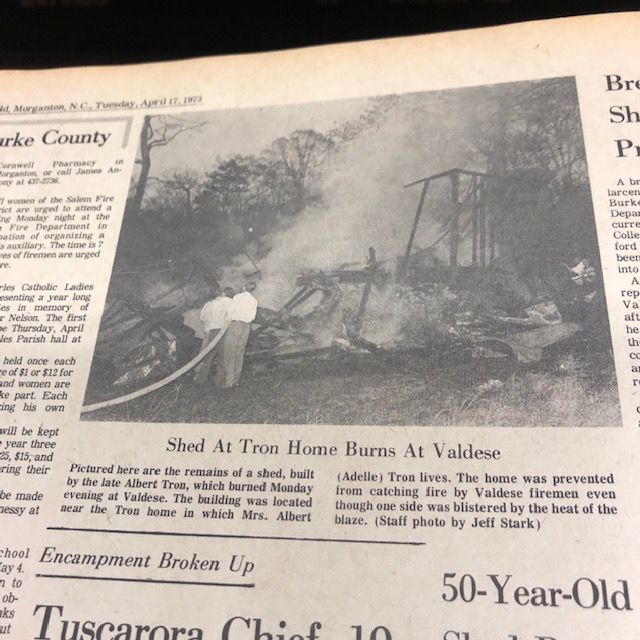 ld, Morganton, N.C., Tuesday, April 17, 1973
urke County
Cornwell Pharmacy in
organton, or call James An-
ony at 437-2736.
ll women of the Salem Fire
rict are urged to attend a
ing Monday night at the
Fire Department in
pation of organizing a
s auxiliary. The time is 7
ves of firemen are urged
re.
rles Catholic Ladies
resenting a year long
les in memory of
r Nelson. The first
be Thursday, April
les Parish hall at
held once each
e of $1 or $12 for
and women are
ke part. Each
ing his own
will be kept
e year three
25, $15, and
ring their
be made
nessy at
chool
ay 4.
n to
ob-
aks
ut
Shed At Tron Home Burns At Valdese
Pictured here are the remains of a shed, built
by the late Albert Tron, which burned Monday
evening at Valdese. The building was located
near the Tron home in which Mrs. Albert
(Adelle) Tron lives. The home was prevented
from catching fire by Valdese firemen even
though one side was blistered by the heat of the
blaze. (Staff photo by Jeff Stark)
Encampment Broken Up
Tuscarora Chief, 19
50-Year-Old
Bre
Sh
Pr
A br
larcen
Burke
Depa
curre
Colle
ford
been
into
A
rep
Va
aft
he
the
co
ar
r